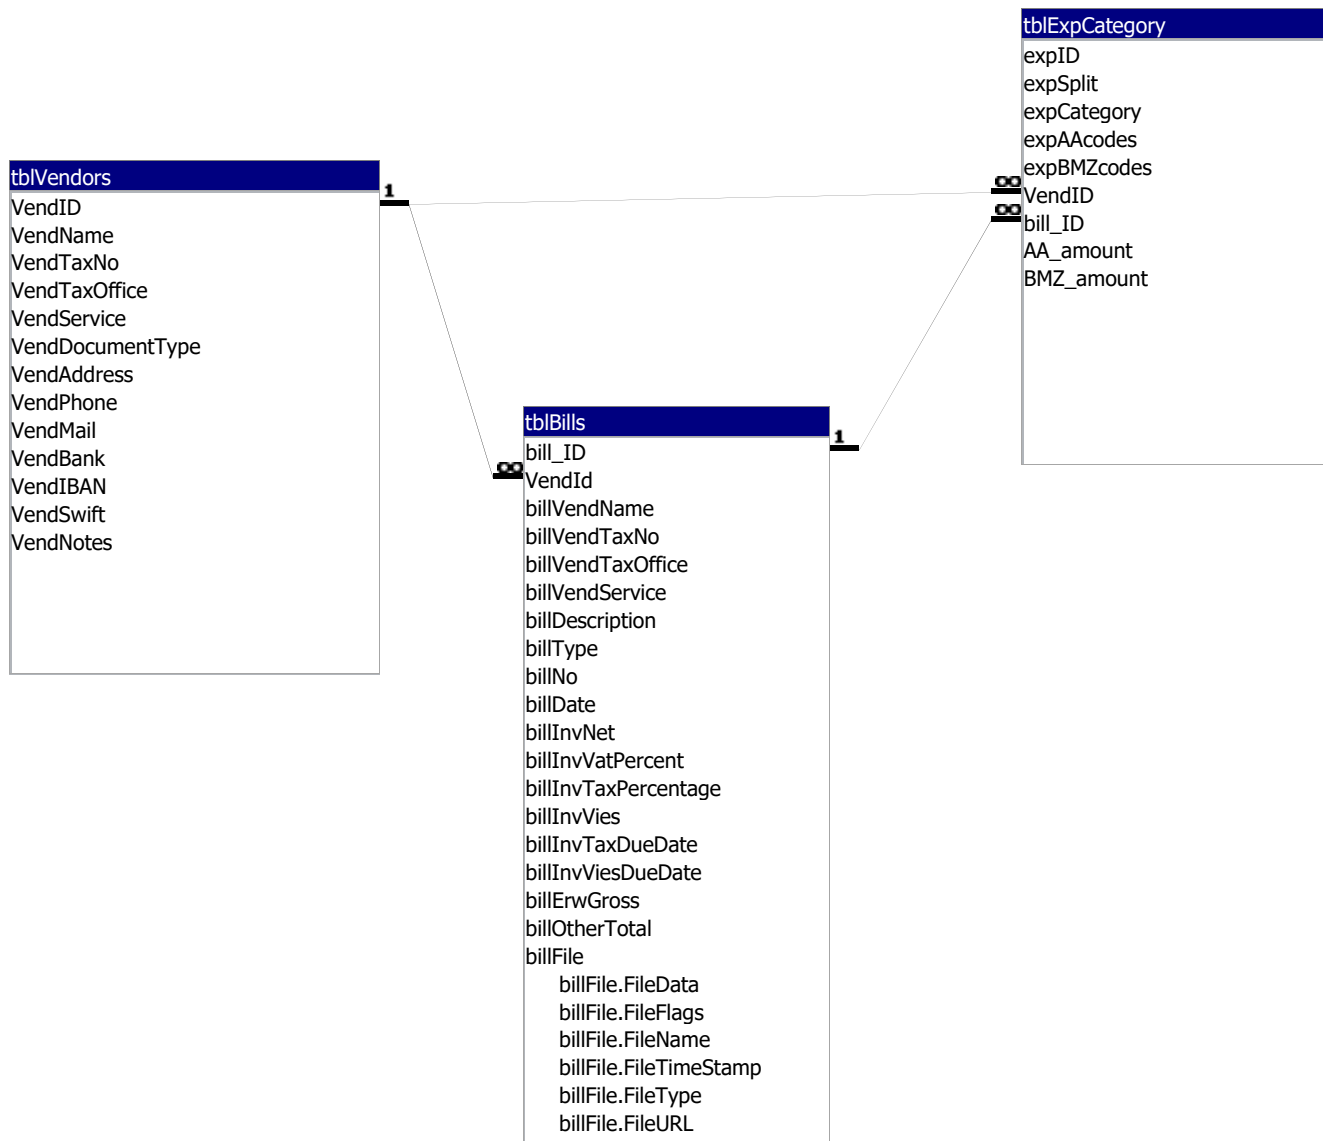 tblExpCategory
expID
expSplit
expCategory
expAAcodes
expBMZcodes
VendID
bill_ID
AA_amount
BMZ_amount
tblVendors
VendID
VendName
VendTaxNo
VendTaxOffice
VendService
VendDocumentType
VendAddress
VendPhone
VendMail
VendBank
VendIBAN
VendSwift
VendNotes
1
∞
∞
tblBills
bill_ID
VendId
billVendName
billVendTaxNo
billVendTaxOffice
billVendService
billDescription
billType
billNo
billDate
billInvNet
billInvVatPercent
billInvTaxPercentage
billInvVies
billInvTaxDueDate
billInvViesDueDate
billErwGross
billOtherTotal
billFile
billFile.FileData
billFile.FileFlags
billFile.FileName
billFile.FileTimeStamp
billFile.FileType
billFile.FileURL
1
∞